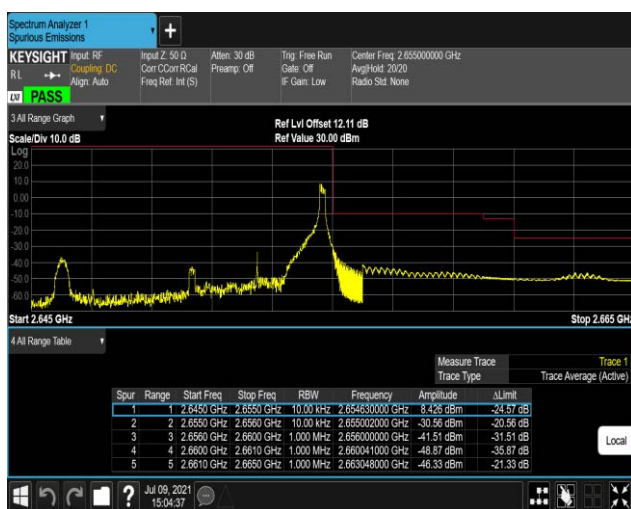 Spectrum Analyzer 1
Spurious Emissions
KEYSIGHT Input: RF Input Z: 50 Ω Atten: 30 dB Trig: Free Run Center Freq: 2.655000000 GHz
RL Coupling: DC Corr CCorr RCal Preamp: Off Gate: Off Avg|Hold: 20/20
Align: Auto Freq Ref: Int (S) IF Gain: Low Radio Std: None
LXI PASS
3 All Range Graph
Ref Lvl Offset 12.11 dB
Scale/Div 10.0 dB Ref Value 30.00 dBm
Log
20.0
10.0
0.00
-10.0
-20.0
-30.0
-40.0
-50.0
-60.0
Start 2.645 GHz Stop 2.665 GHz
4 All Range Table
Measure Trace Trace 1
Trace Type Trace Average (Active)
Spur Range Start Freq Stop Freq RBW Frequency Amplitude ΔLimit
1 1 2.6450 GHz 2.6550 GHz 10.00 kHz 2.654630000 GHz 8.426 dBm -24.57 dB
2 2 2.6550 GHz 2.6560 GHz 10.00 kHz 2.655002000 GHz -30.56 dBm -20.56 dB
3 3 2.6560 GHz 2.6600 GHz 1.000 MHz 2.656000000 GHz -41.51 dBm -31.51 dB
4 4 2.6600 GHz 2.6610 GHz 1.000 MHz 2.660041000 GHz -48.87 dBm -35.87 dB
5 5 2.6610 GHz 2.6650 GHz 1.000 MHz 2.663048000 GHz -46.33 dBm -21.33 dB
Local
Jul 09, 2021
15:04:37